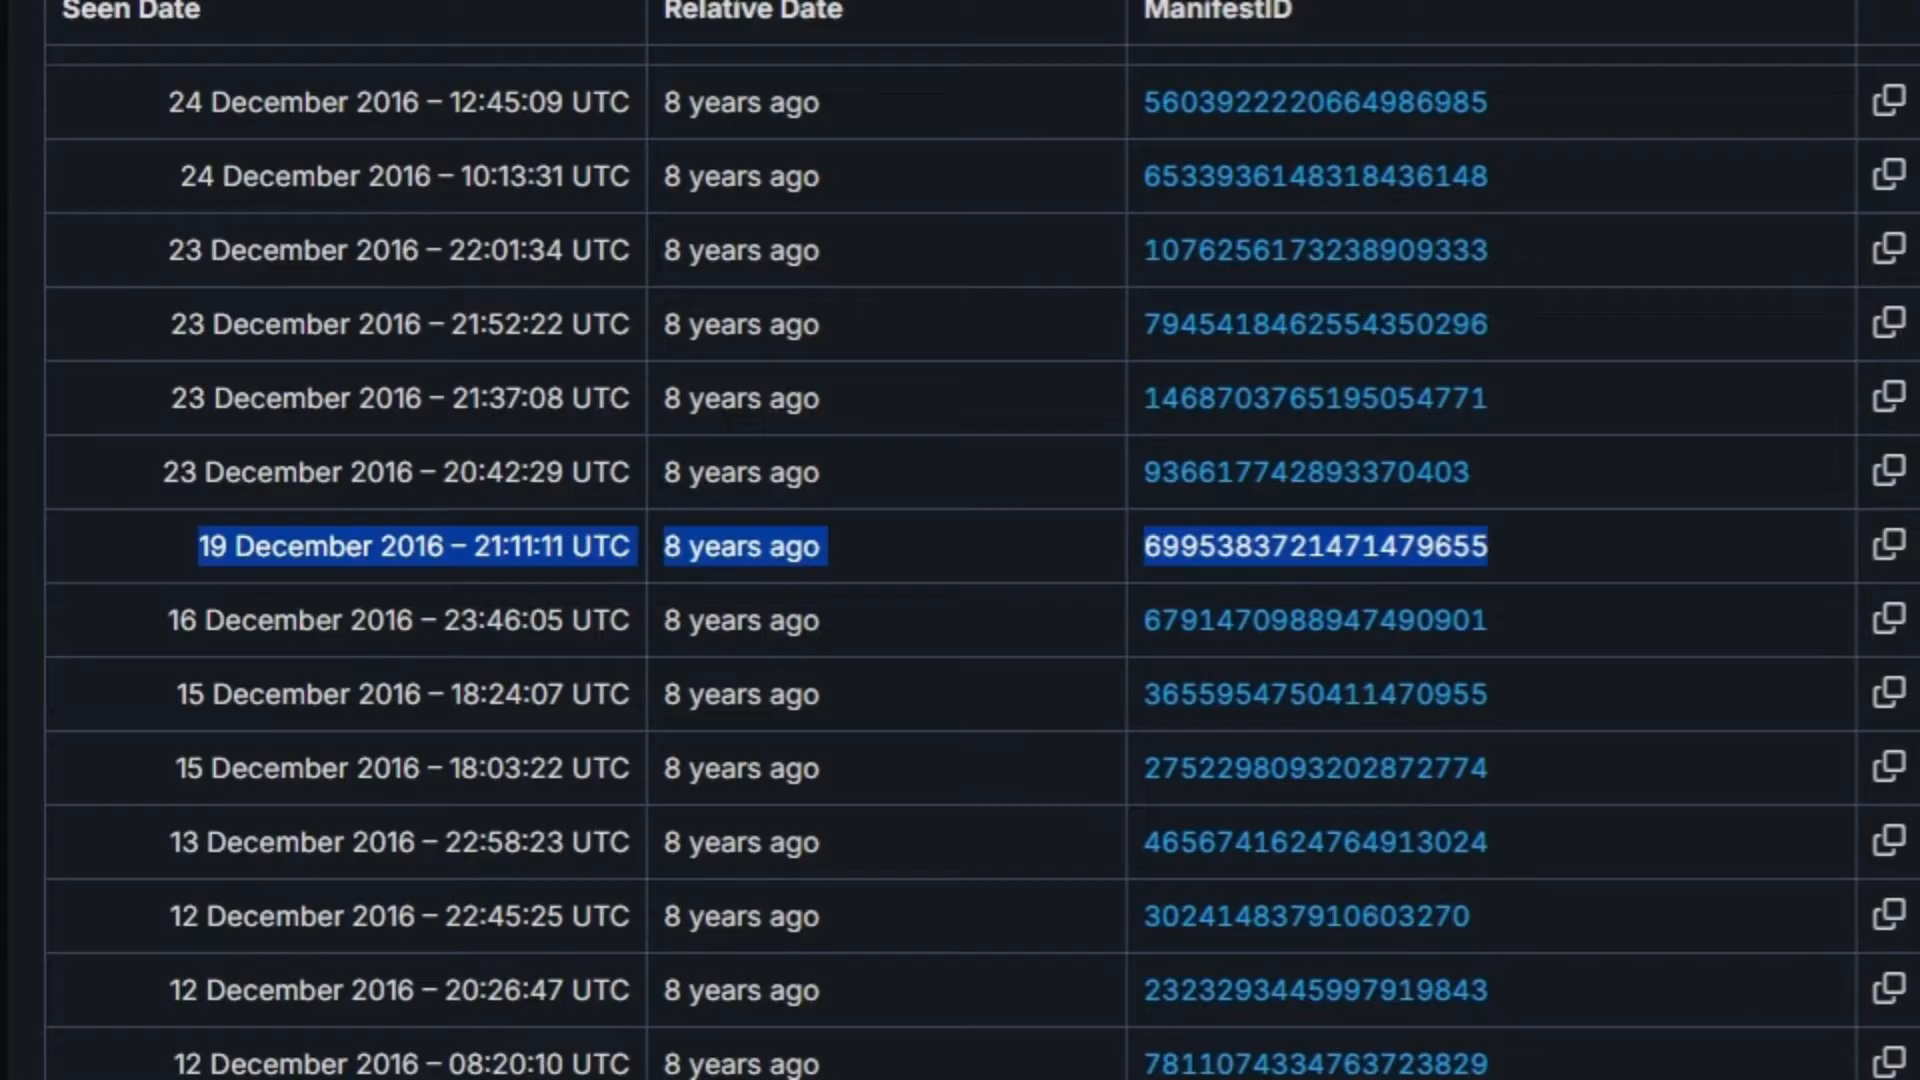 Seen Date Relative Date ManifestID
24 December 2016 – 12:45:09 UTC 8 years ago 5603922220664986985
24 December 2016 – 10:13:31 UTC 8 years ago 6533936148318436148
23 December 2016 – 22:01:34 UTC 8 years ago 1076256173238909333
23 December 2016 – 21:52:22 UTC 8 years ago 7945418462554350296
23 December 2016 – 21:37:08 UTC 8 years ago 1468703765195054771
23 December 2016 – 20:42:29 UTC 8 years ago 936617742893370403
19 December 2016 – 21:11:11 UTC 8 years ago 6995383721471479655
16 December 2016 – 23:46:05 UTC 8 years ago 6791470988947490901
15 December 2016 – 18:24:07 UTC 8 years ago 3655954750411470955
15 December 2016 – 18:03:22 UTC 8 years ago 2752298093202872774
13 December 2016 – 22:58:23 UTC 8 years ago 4656741624764913024
12 December 2016 – 22:45:25 UTC 8 years ago 302414837910603270
12 December 2016 – 20:26:47 UTC 8 years ago 2323293445997919843
12 December 2016 – 08:20:10 UTC 8 years ago 7811074334763723829